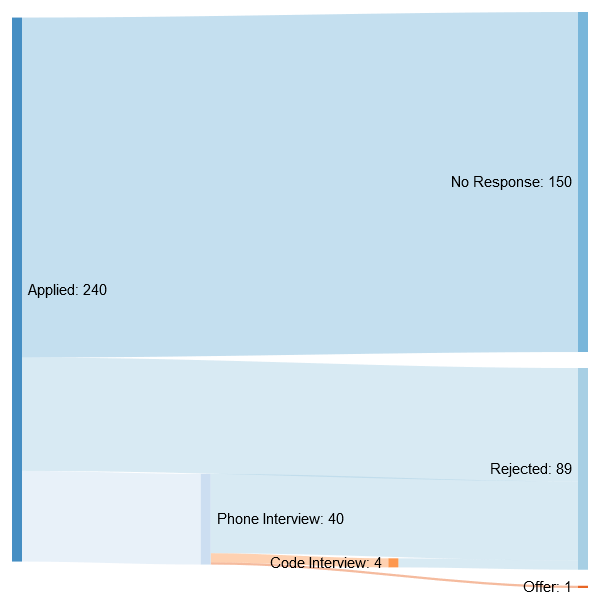 No Response: 150
Applied: 240
Rejected: 89
Phone Interview: 40
Code Interview: 4
Offer: 1